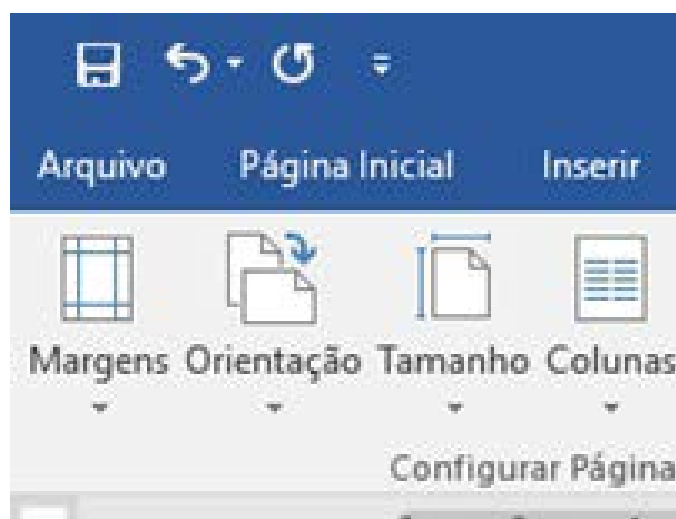 Arquivo Página Inicial Inserir
Margens Orientação Tamanho Colunas
Configurar Página